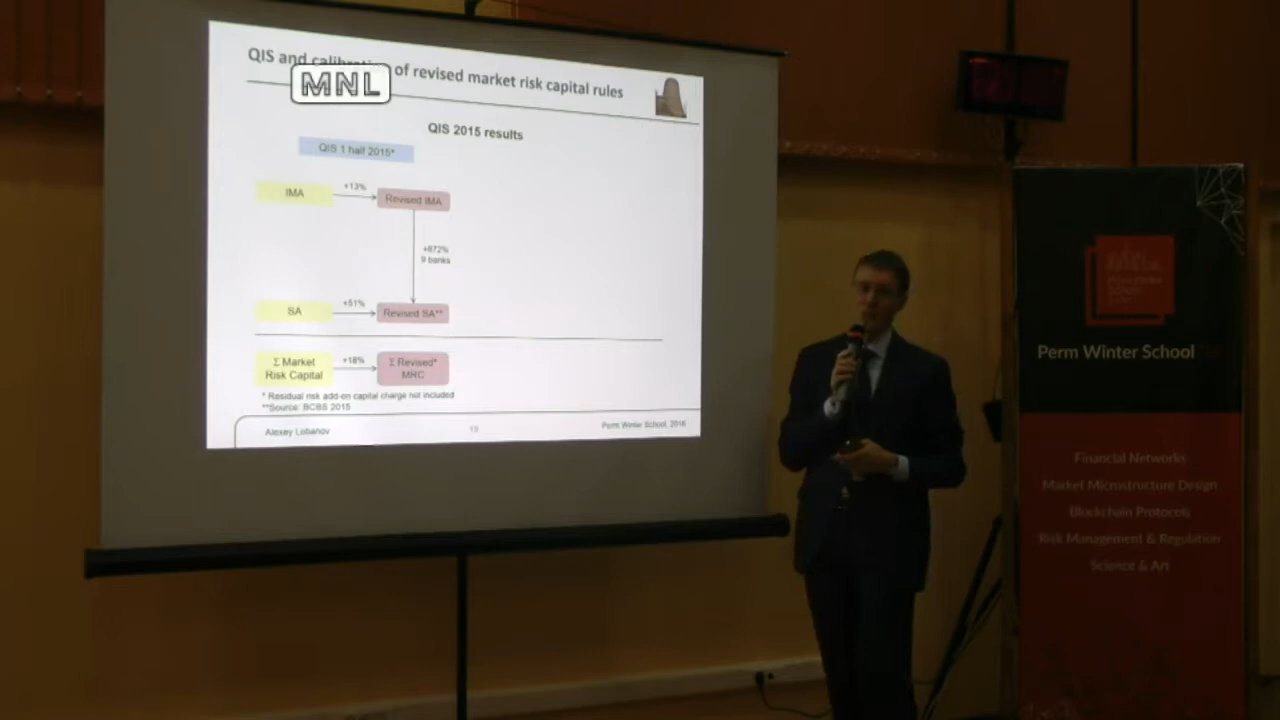 QIS and calibration of revised market risk capital rules
MNL
QIS 2015 results
QIS 1 half 2015*
IMA
+13%
Revised IMA
+872%
9 banks
SA
+51%
Revised SA**
Σ Market
Risk Capital
+18%
Σ Revised*
MRC
* Residual risk add-on capital charge not included
**Source: BCBS 2015
Alexey Lobanov
19
Perm Winter School, 2016
Perm Winter School
Financial Networks
Market Microstructure Design
Blockchain Protocols
Risk Management & Regulation
Science & Art